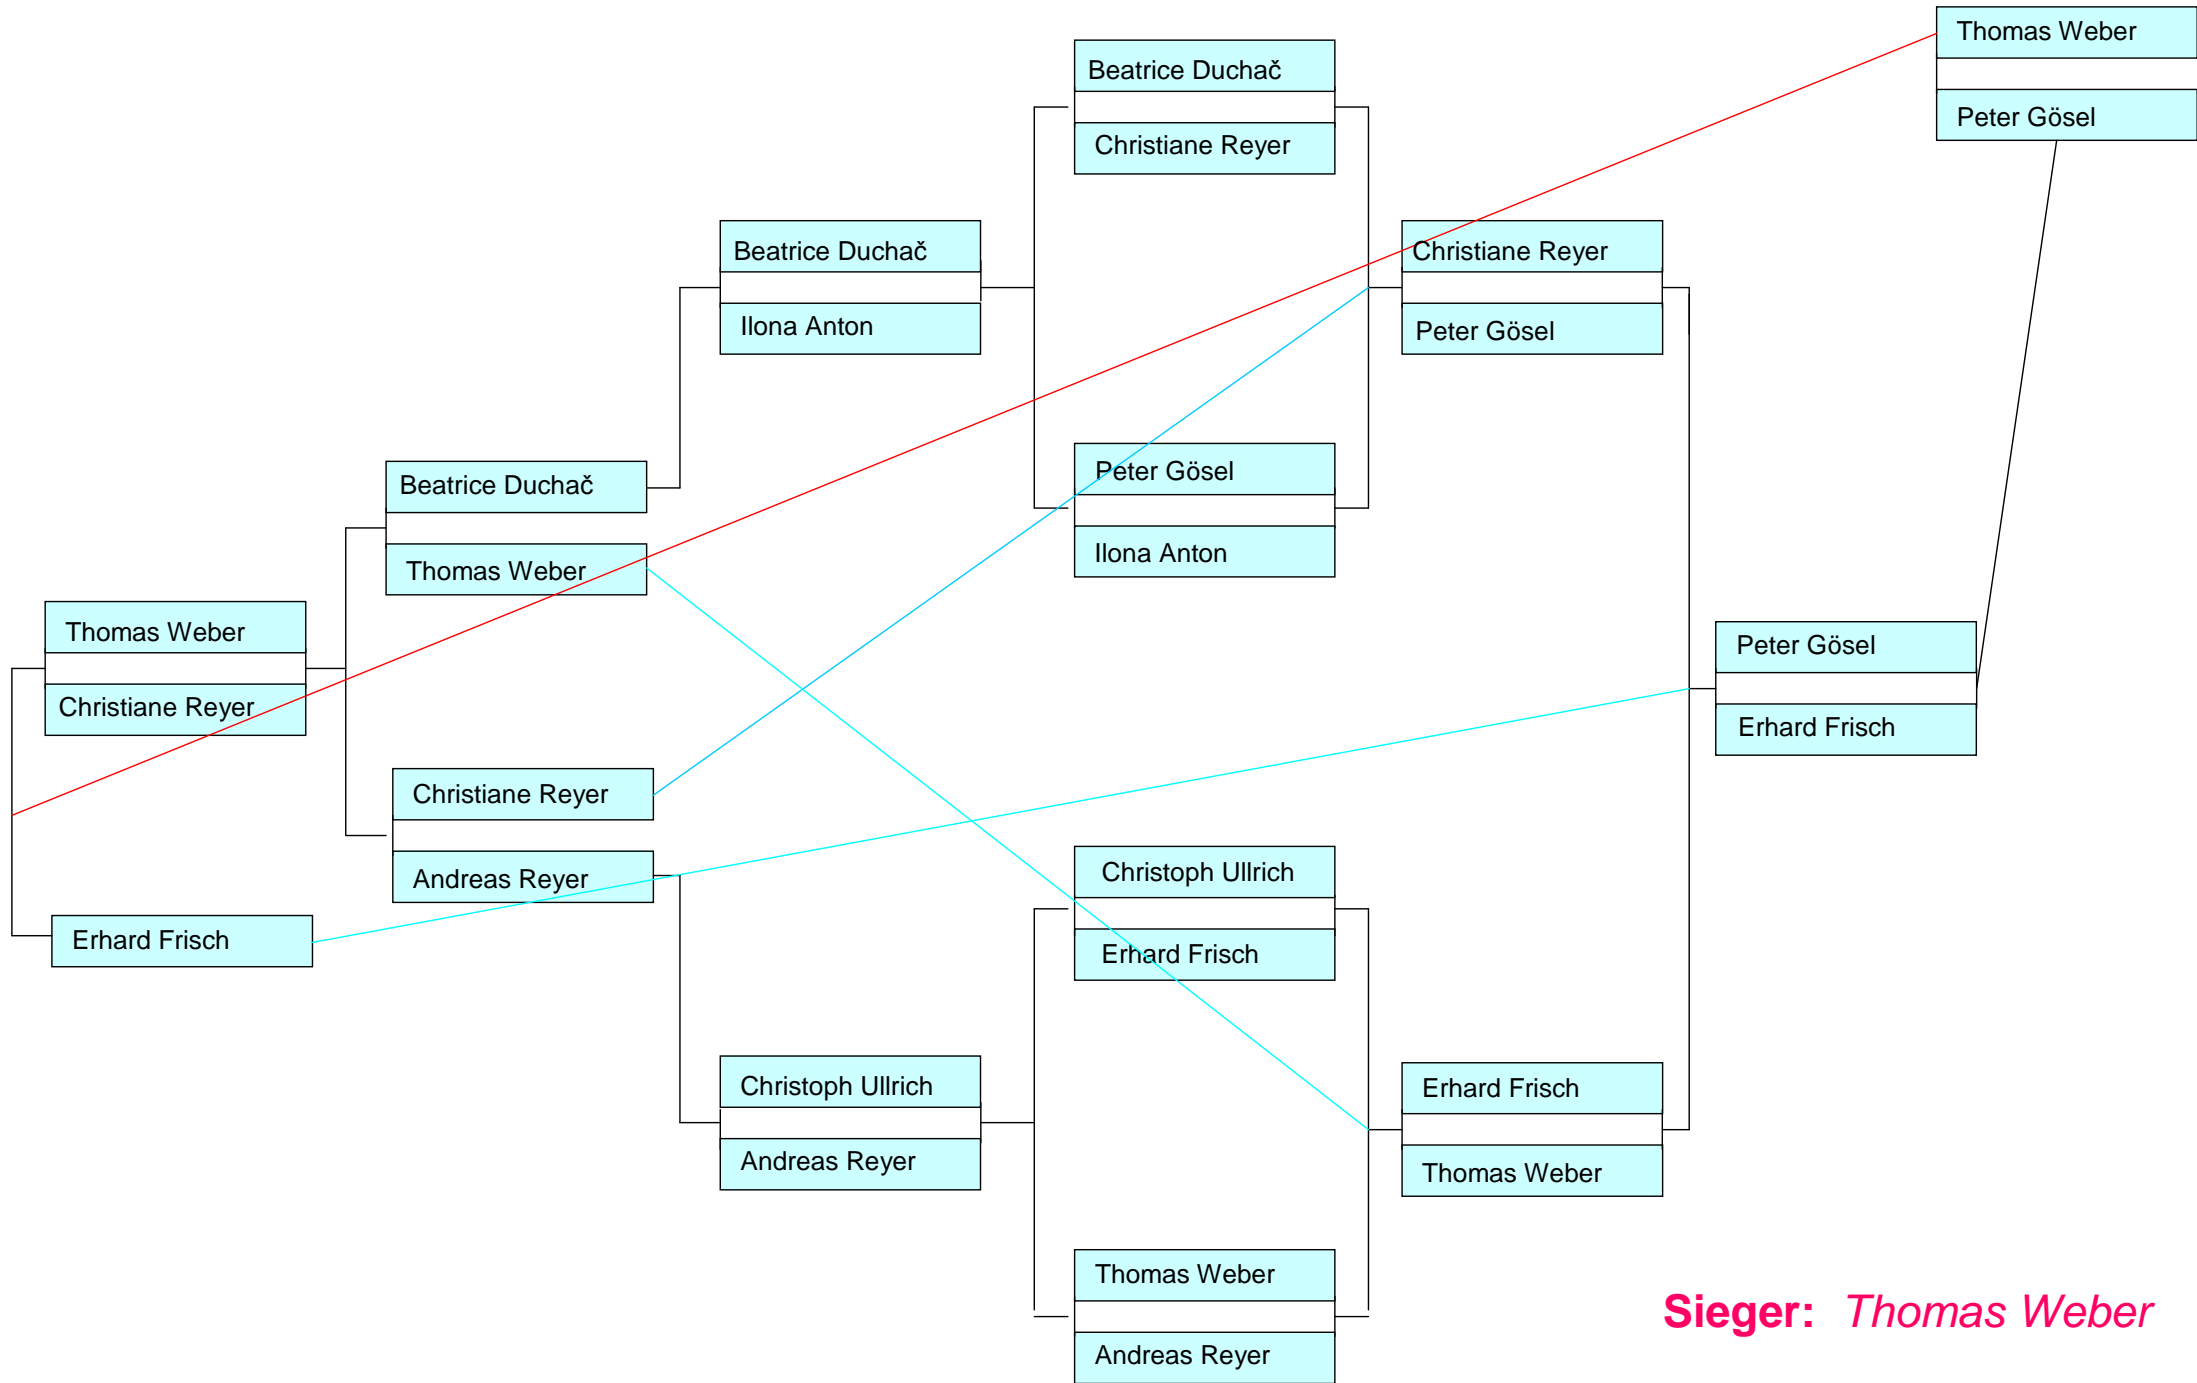 Thomas Weber
Peter Gösel
Beatrice Duchač
Christiane Reyer
Beatrice Duchač
Ilona Anton
Christiane Reyer
Peter Gösel
Beatrice Duchač
Thomas Weber
Peter Gösel
Ilona Anton
Thomas Weber
Christiane Reyer
Peter Gösel
Erhard Frisch
Christiane Reyer
Andreas Reyer
Erhard Frisch
Christoph Ullrich
Erhard Frisch
Christoph Ullrich
Andreas Reyer
Erhard Frisch
Thomas Weber
Thomas Weber
Andreas Reyer
Sieger: Thomas Weber